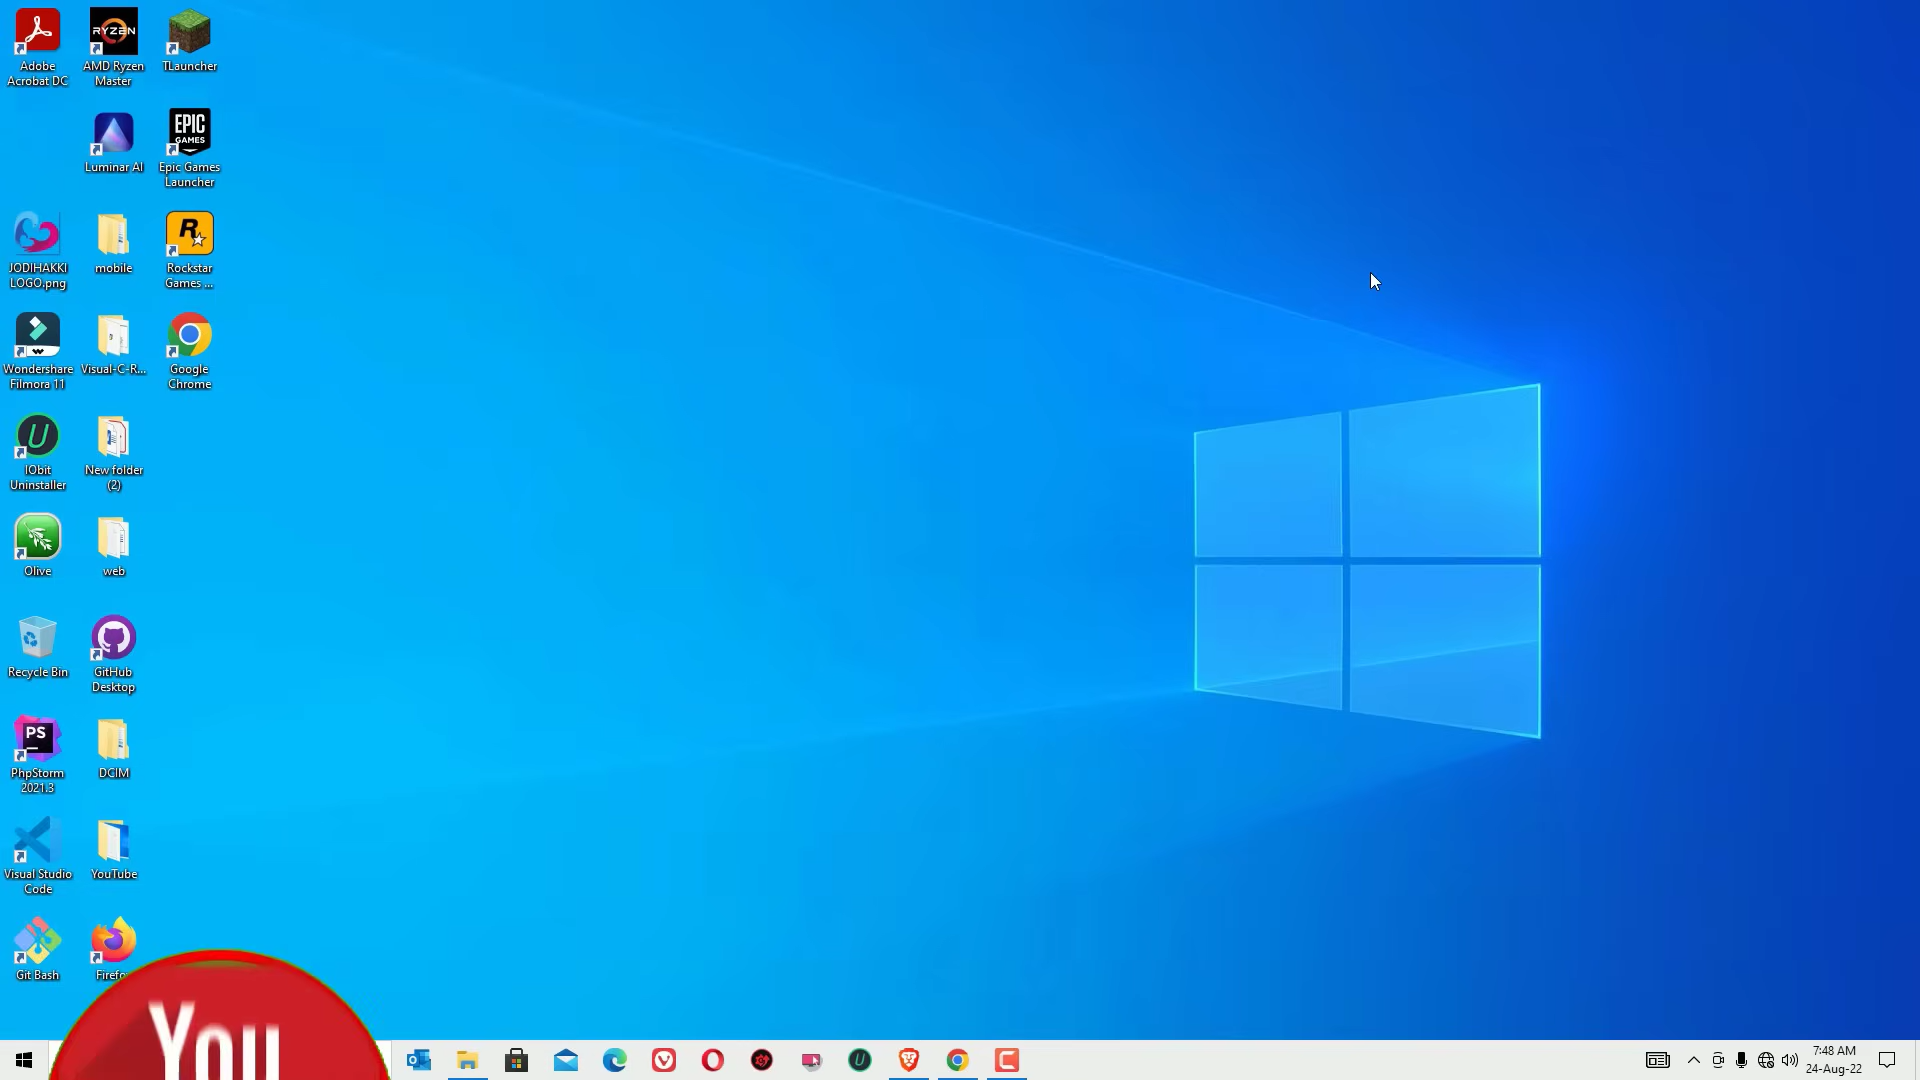 Adobe
Acrobat DC
RYZEN
AMD Ryzen
Master
TLauncher
Luminar AI
EPIC
GAMES
Epic Games
Launcher
JODIHAKKI
LOGO.png
mobile
R
Rockstar
Games ...
Wondershare
Filmora 11
Visual-C-R...
Google
Chrome
U
IObit
Uninstaller
New folder
(2)
Olive
web
Recycle Bin
GitHub
Desktop
PS
PhpStorm
2021.3
DCIM
Visual Studio
Code
YouTube
Git Bash
Firefo
You
7:48 AM
24-Aug-22